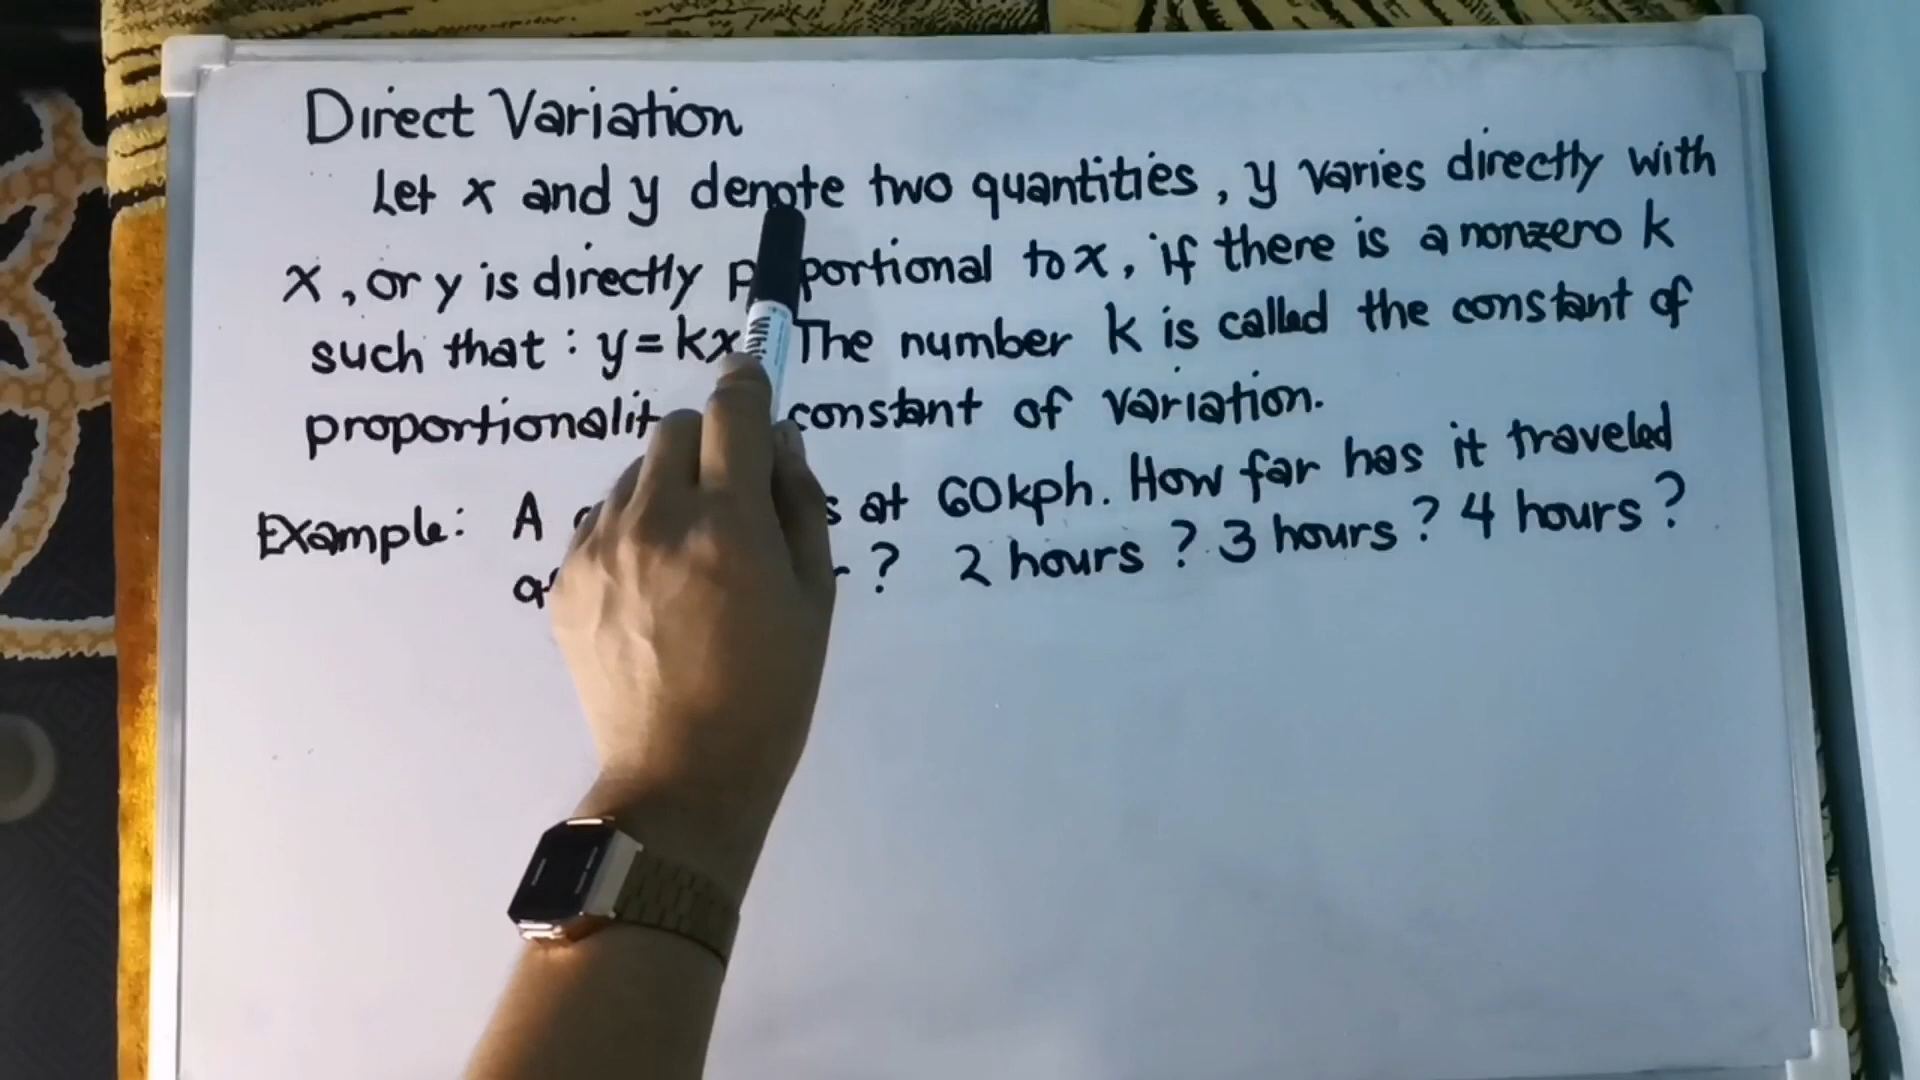 Direct Variation
Let x and y denote two quantities, y varies directly with
x, or y is directly proportional to x, if there is a nonzero k
such that : y = kx The number k is called the constant of
proportionalit constant of variation.
Example: A at 60kph. How far has it traveled
? 2 hours ? 3 hours ? 4 hours ?